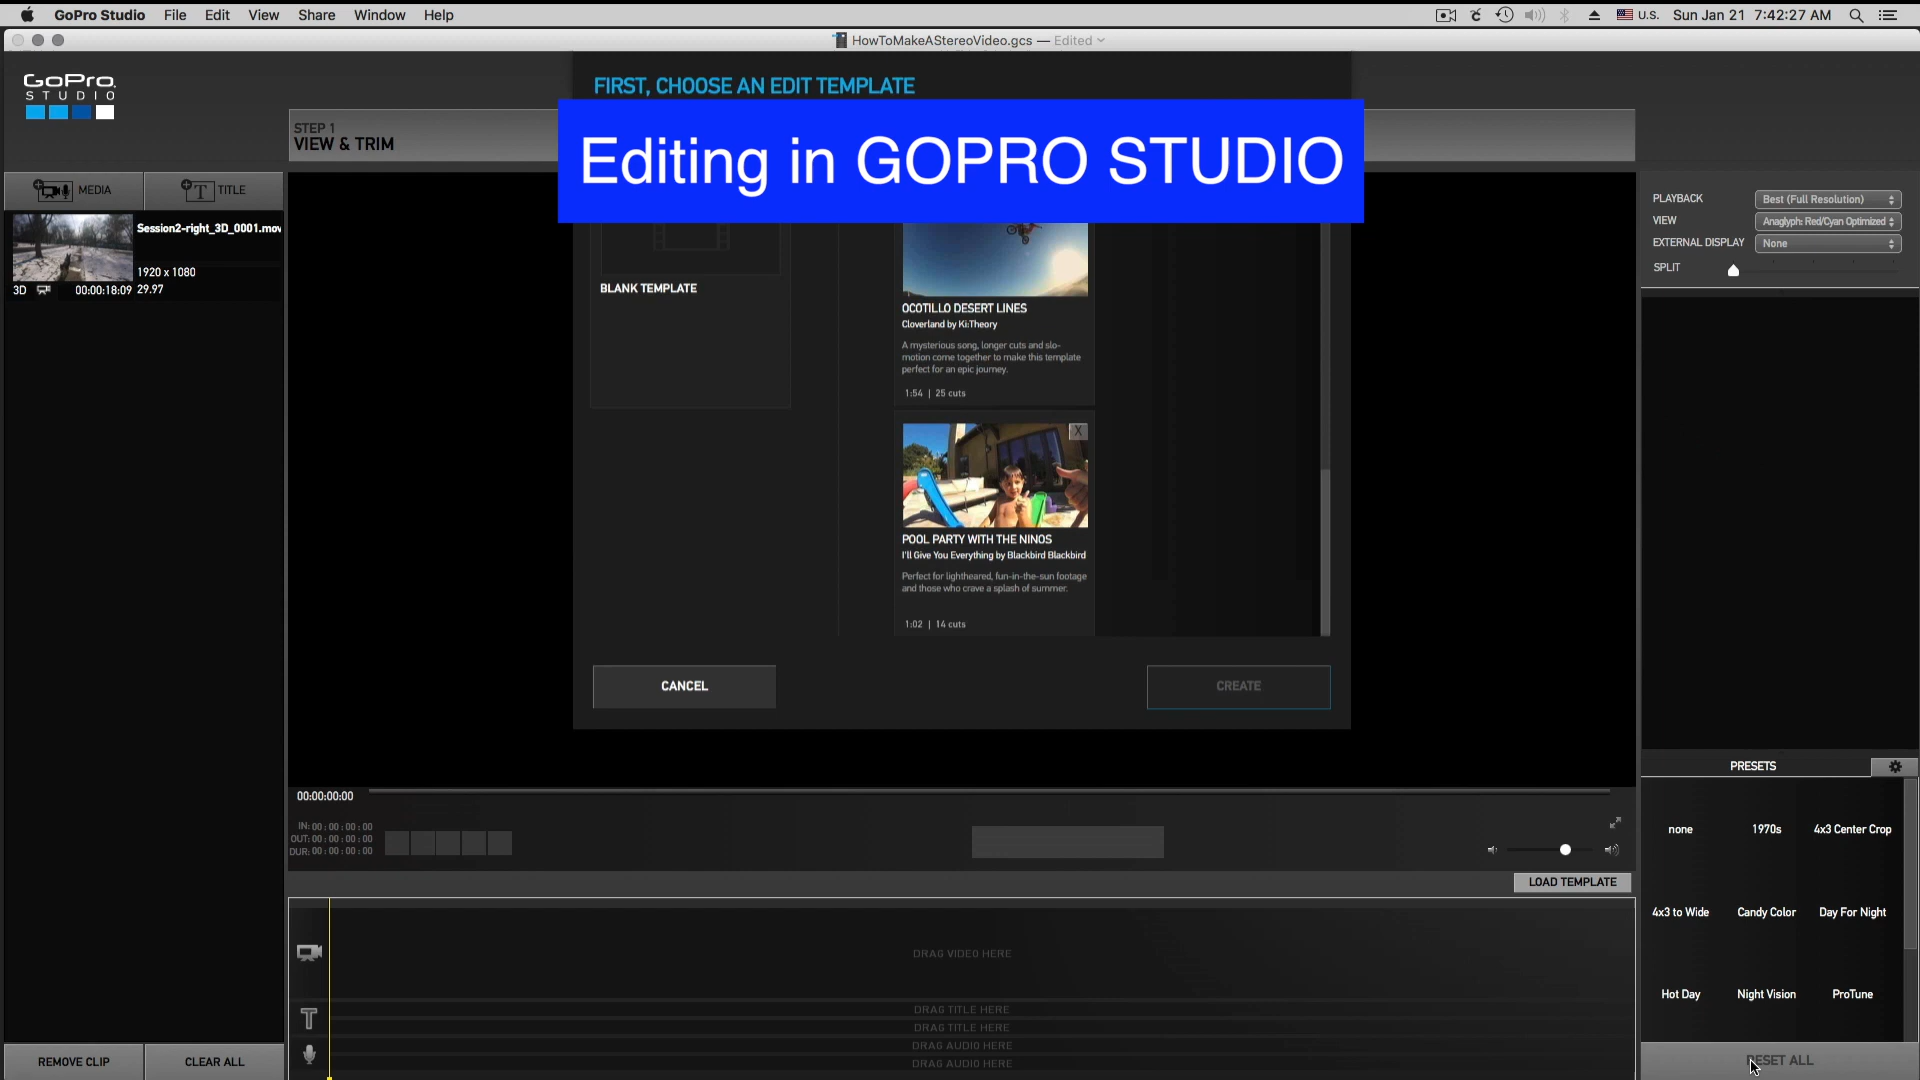 GoPro Studio File Edit View Share Window Help
U.S. Sun Jan 21 7:42:27 AM
HowToMakeAStereoVideo.gcs — Edited
GoPro
STUDIO
FIRST, CHOOSE AN EDIT TEMPLATE
Editing in GOPRO STUDIO
STEP 1
VIEW & TRIM
MEDIA
TITLE
Session2-right_3D_0001.mov
1920 x 1080
3D 00:00:18:09 29.97
BLANK TEMPLATE
OCOTILLO DESERT LINES
Cloverland by Ki:Theory
A mysterious song, longer cuts and slo-
motion come together to make this template
perfect for an epic journey.
1:54 | 25 cuts
X
POOL PARTY WITH THE NINOS
I'll Give You Everything by Blackbird Blackbird
Perfect for lightheared, fun-in-the-sun footage
and those who crave a splash of summer.
1:02 | 14 cuts
CANCEL
CREATE
PLAYBACK Best (Full Resolution)
VIEW Anaglyph: Red/Cyan Optimized
EXTERNAL DISPLAY None
SPLIT
00:00:00:00
IN: 00 : 00 : 00 : 00
OUT: 00 : 00 : 00 : 00
DUR: 00 : 00 : 00 : 00
LOAD TEMPLATE
DRAG VIDEO HERE
T
DRAG TITLE HERE
DRAG TITLE HERE
DRAG AUDIO HERE
DRAG AUDIO HERE
PRESETS
none 1970s 4x3 Center Crop
4x3 to Wide Candy Color Day For Night
Hot Day Night Vision ProTune
REMOVE CLIP
CLEAR ALL
RESET ALL